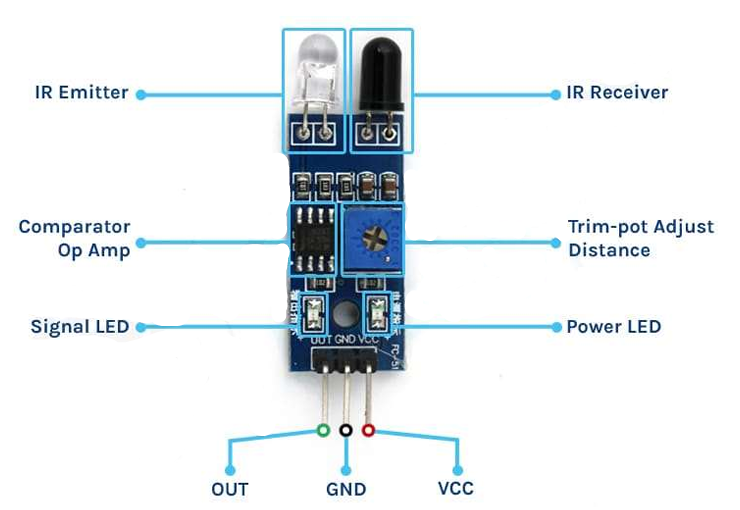 IR Emitter
IR Receiver
Comparator
Op Amp
Trim-pot Adjust
Distance
Signal LED
Power LED
OUT GND VCC
FC-51
OUT
GND
VCC